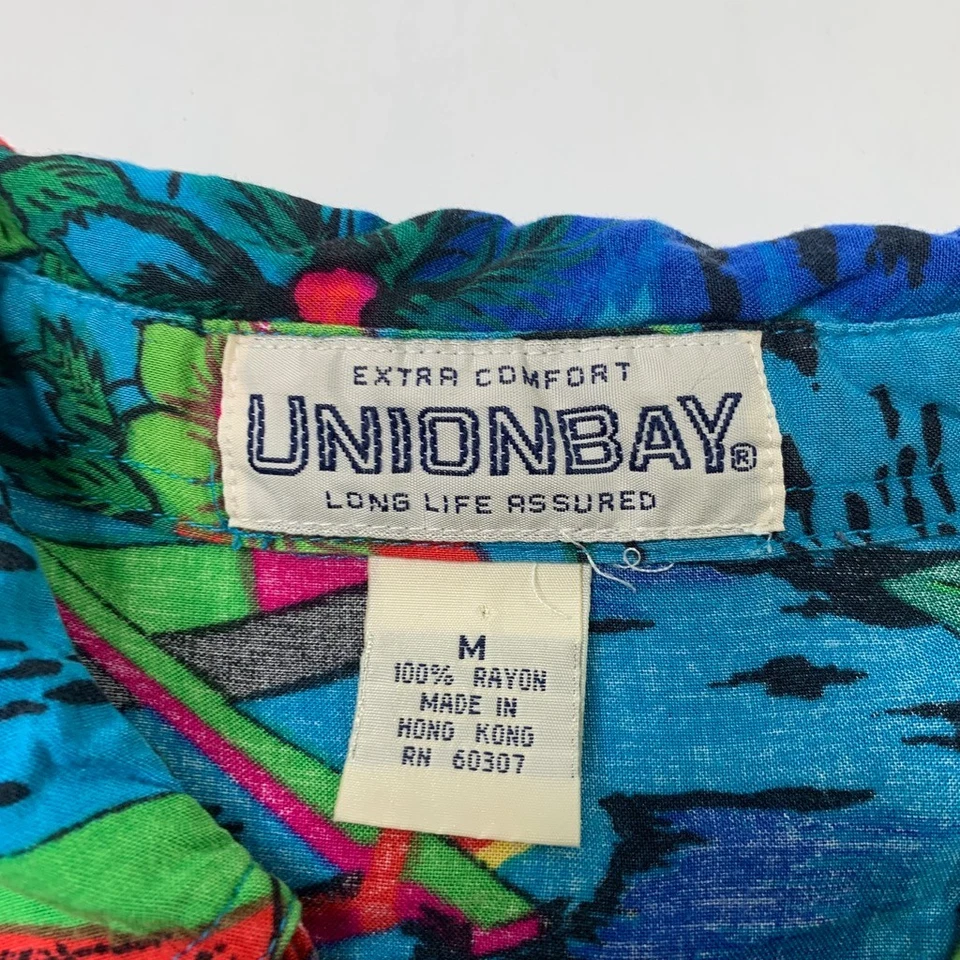 EXTRA COMFORT
UNIONBAY®
LONG LIFE ASSURED
M
100% RAYON
MADE IN
HONG KONG
RN 60307